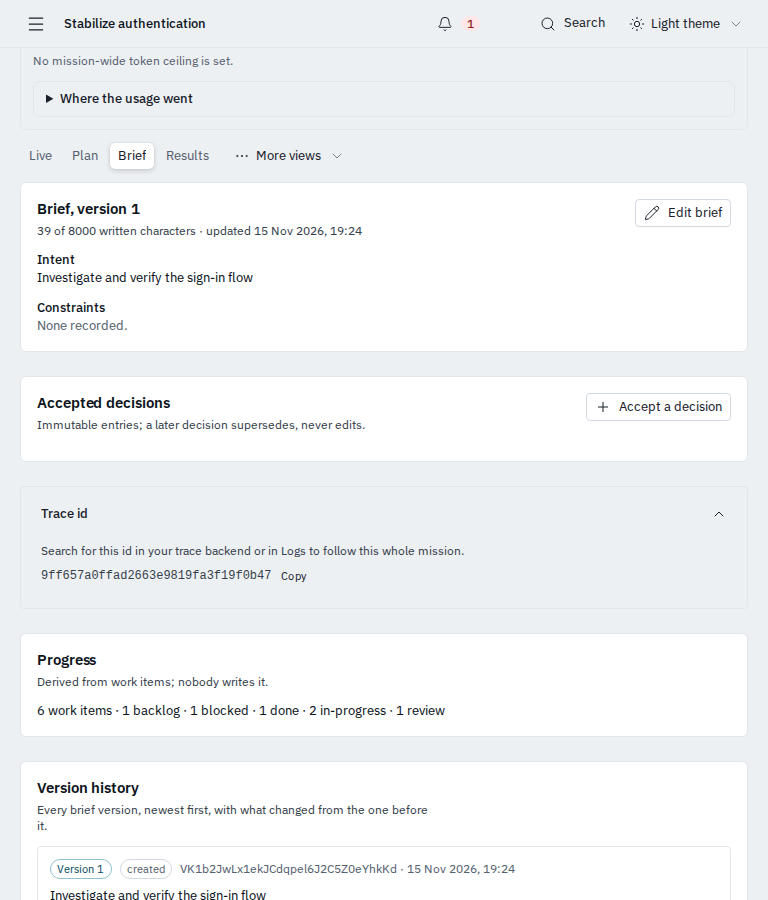 Stabilize authentication
1
Search
Light theme
No mission-wide token ceiling is set.
Where the usage went
Live
Plan
Brief
Results
More views
Brief, version 1
Edit brief
39 of 8000 written characters · updated 15 Nov 2026, 19:24
Intent
Investigate and verify the sign-in flow
Constraints
None recorded.
Accepted decisions
Accept a decision
Immutable entries; a later decision supersedes, never edits.
Trace id
Search for this id in your trace backend or in Logs to follow this whole mission.
9ff657a0ffad2663e9819fa3f19f0b47 Copy
Progress
Derived from work items; nobody writes it.
6 work items · 1 backlog · 1 blocked · 1 done · 2 in-progress · 1 review
Version history
Every brief version, newest first, with what changed from the one before
it.
Version 1 created VK1b2JwLx1ekJCdqpel6J2C5Z0eYhkKd · 15 Nov 2026, 19:24
Investigate and verify the sign-in flow